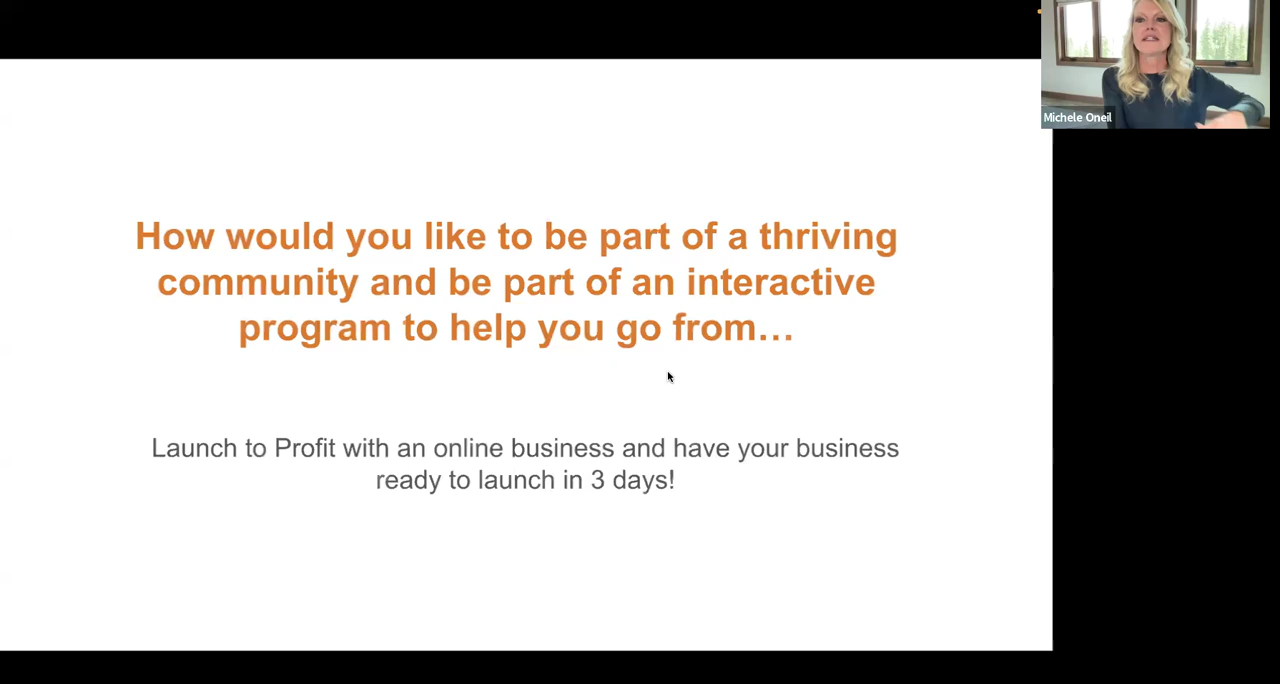 Michele Oneil
How would you like to be part of a thriving
community and be part of an interactive
program to help you go from…
Launch to Profit with an online business and have your business
ready to launch in 3 days!